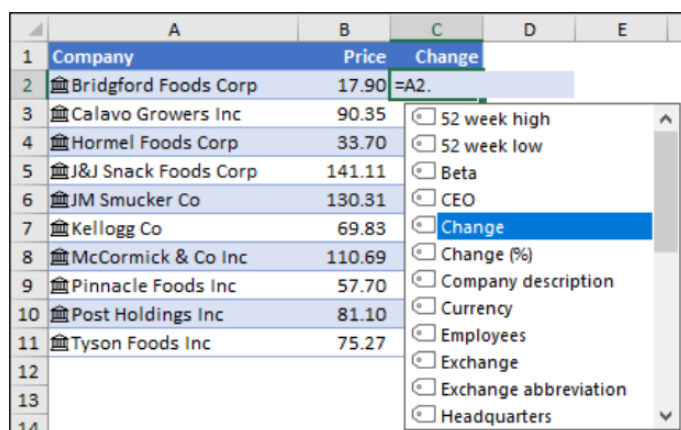 A B C D E
1 Company Price Change
2 Bridgford Foods Corp 17.90 =A2.
3 Calavo Growers Inc 90.35
4 Hormel Foods Corp 33.70
5 J&J Snack Foods Corp 141.11
6 JM Smucker Co 130.31
7 Kellogg Co 69.83
8 McCormick & Co Inc 110.69
9 Pinnacle Foods Inc 57.70
10 Post Holdings Inc 81.10
11 Tyson Foods Inc 75.27
12
13
14
52 week high
52 week low
Beta
CEO
Change
Change (%)
Company description
Currency
Employees
Exchange
Exchange abbreviation
Headquarters